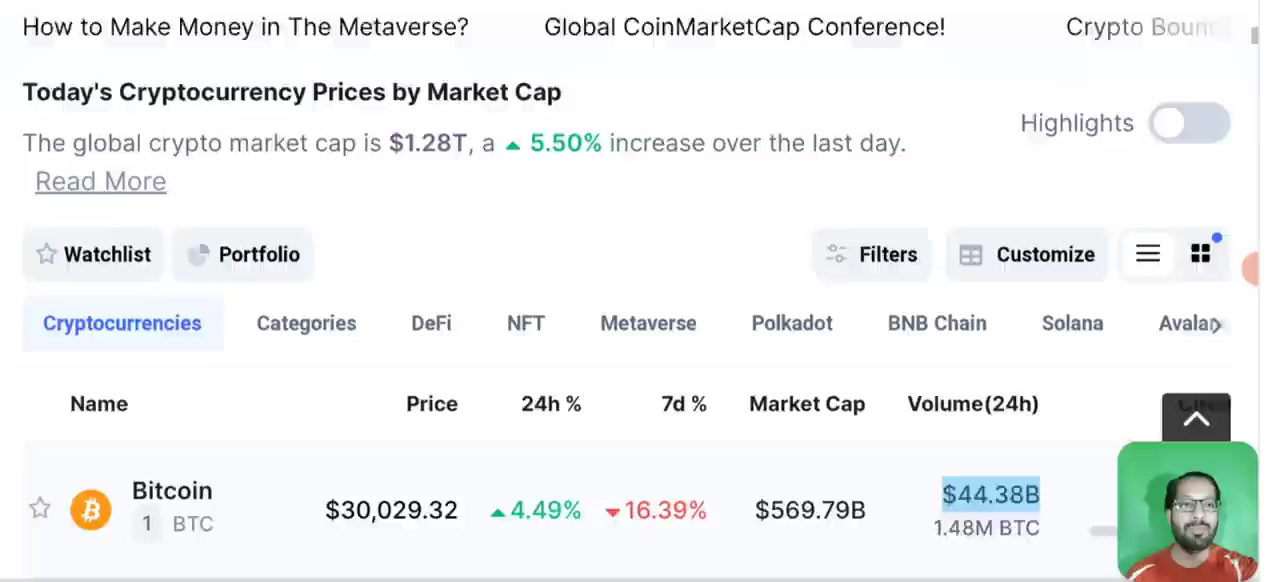 How to Make Money in The Metaverse?
Global CoinMarketCap Conference!
Crypto
Today's Cryptocurrency Prices by Market Cap
The global crypto market cap is $1.28T, a ▲ 5.50% increase over the last day.
Read More
Highlights
Watchlist
Portfolio
Filters
Customize
Cryptocurrencies
Categories
DeFi
NFT
Metaverse
Polkadot
BNB Chain
Solana
Name
Price
24h %
7d %
Market Cap
Volume(24h)
Bitcoin
1 BTC
$30,029.32
▲ 4.49%
▼ 16.39%
$569.79B
$44.38B
1.48M BTC